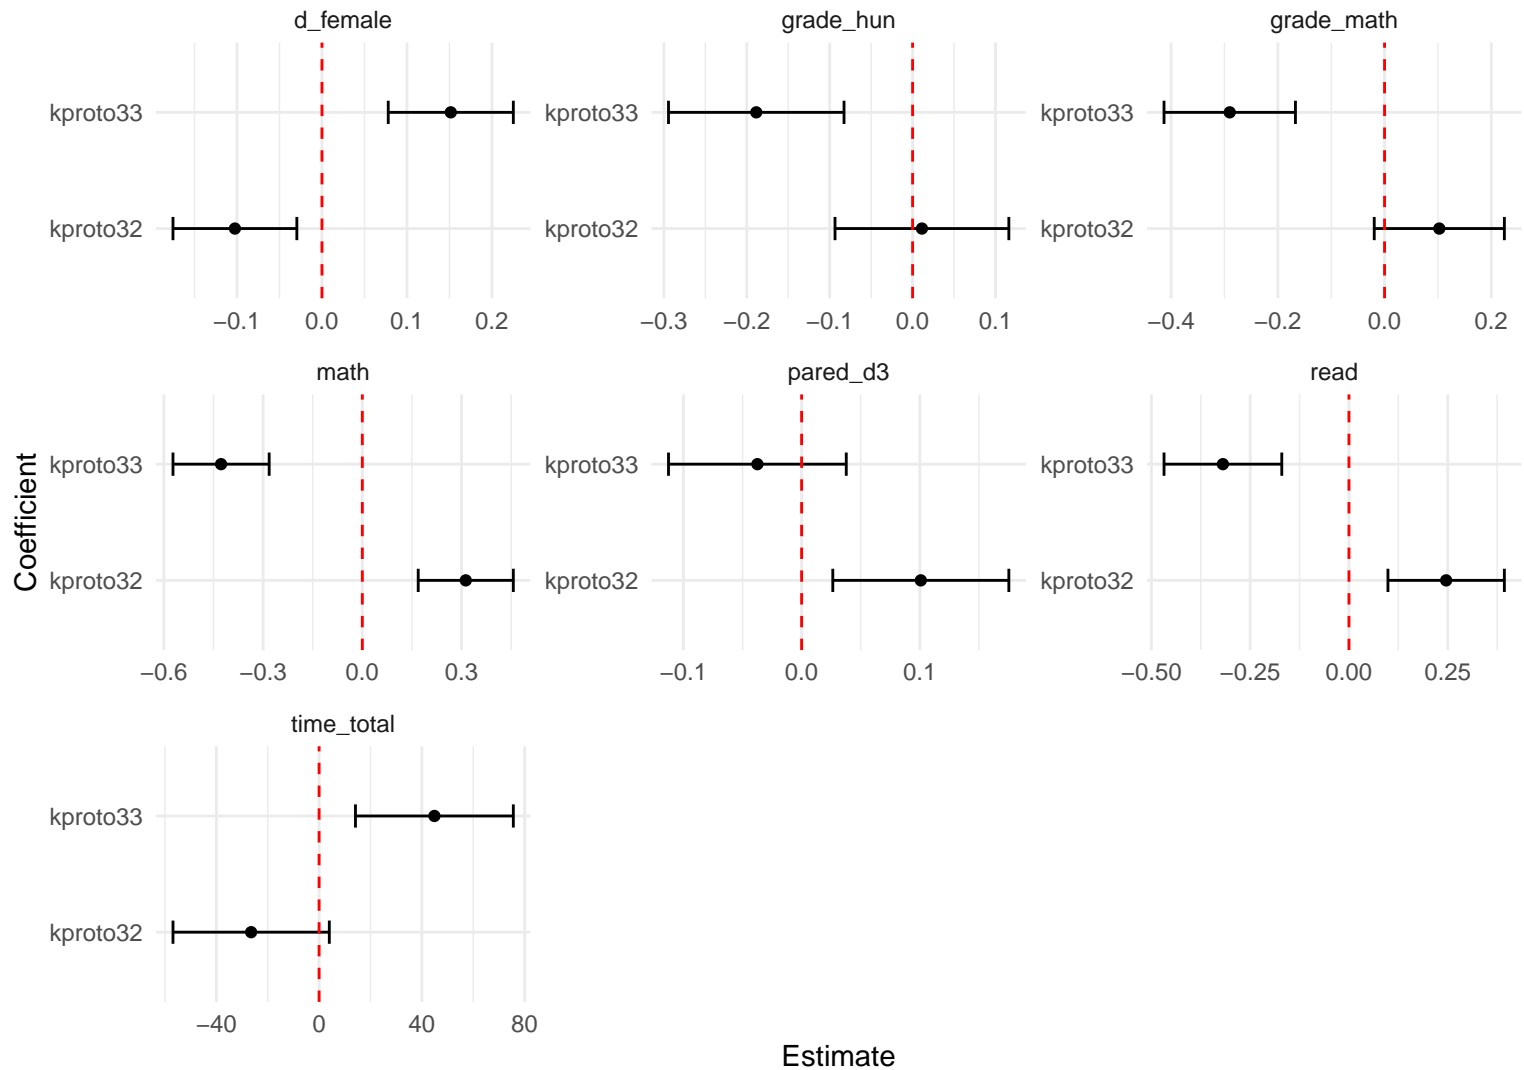 d_female
grade_hun
grade_math
kproto33
kproto33
kproto33
kproto32
kproto32
kproto32
−0.1 0.0 0.1 0.2
−0.3 −0.2 −0.1 0.0 0.1
−0.4 −0.2 0.0 0.2
math
pared_d3
read
Coefficient
kproto33
kproto33
kproto33
kproto32
kproto32
kproto32
−0.6 −0.3 0.0 0.3
−0.1 0.0 0.1
−0.50 −0.25 0.00 0.25
time_total
kproto33
kproto32
−40 0 40 80
Estimate